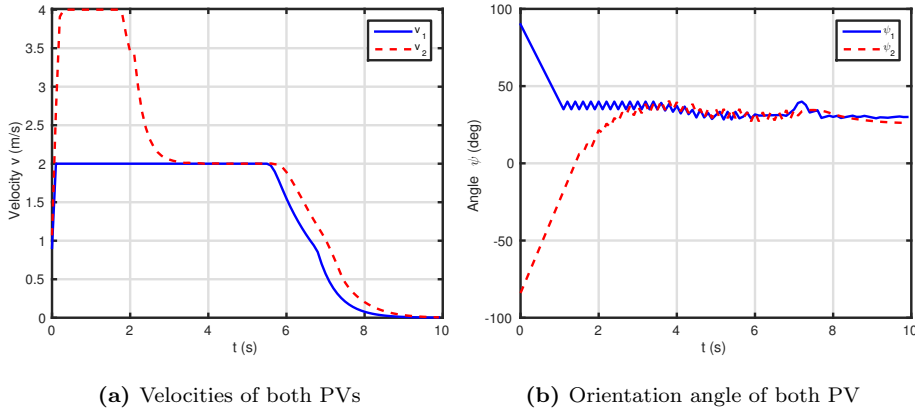 4
3.5
3
2.5
2
1.5
1
0.5
0
Velocity v (m/s)
0 2 4 6 8 10
t (s)
v1
v2
100
50
0
-50
-100
Angle ψ (deg)
0 2 4 6 8 10
t (s)
ψ1
ψ2
(a) Velocities of both PVs
(b) Orientation angle of both PV